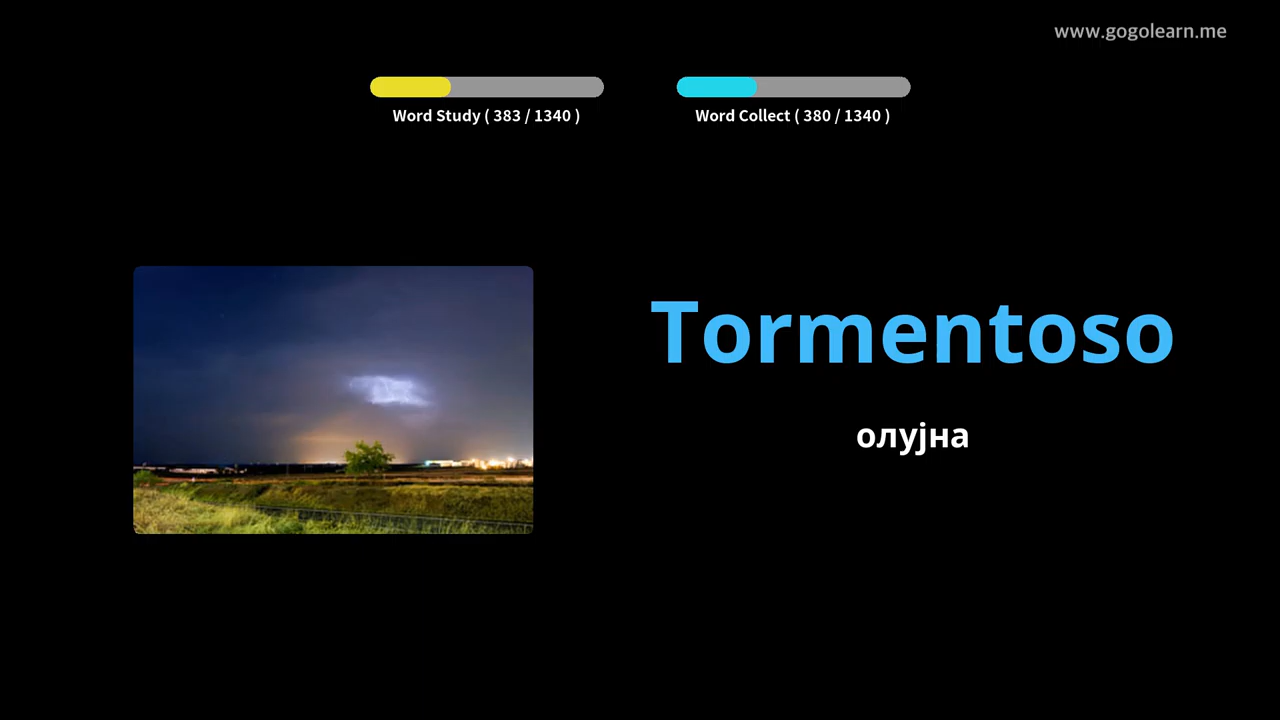 www.gogolearn.me
Word Study ( 383 / 1340 )
Word Collect ( 380 / 1340 )
Tormentoso
олујна